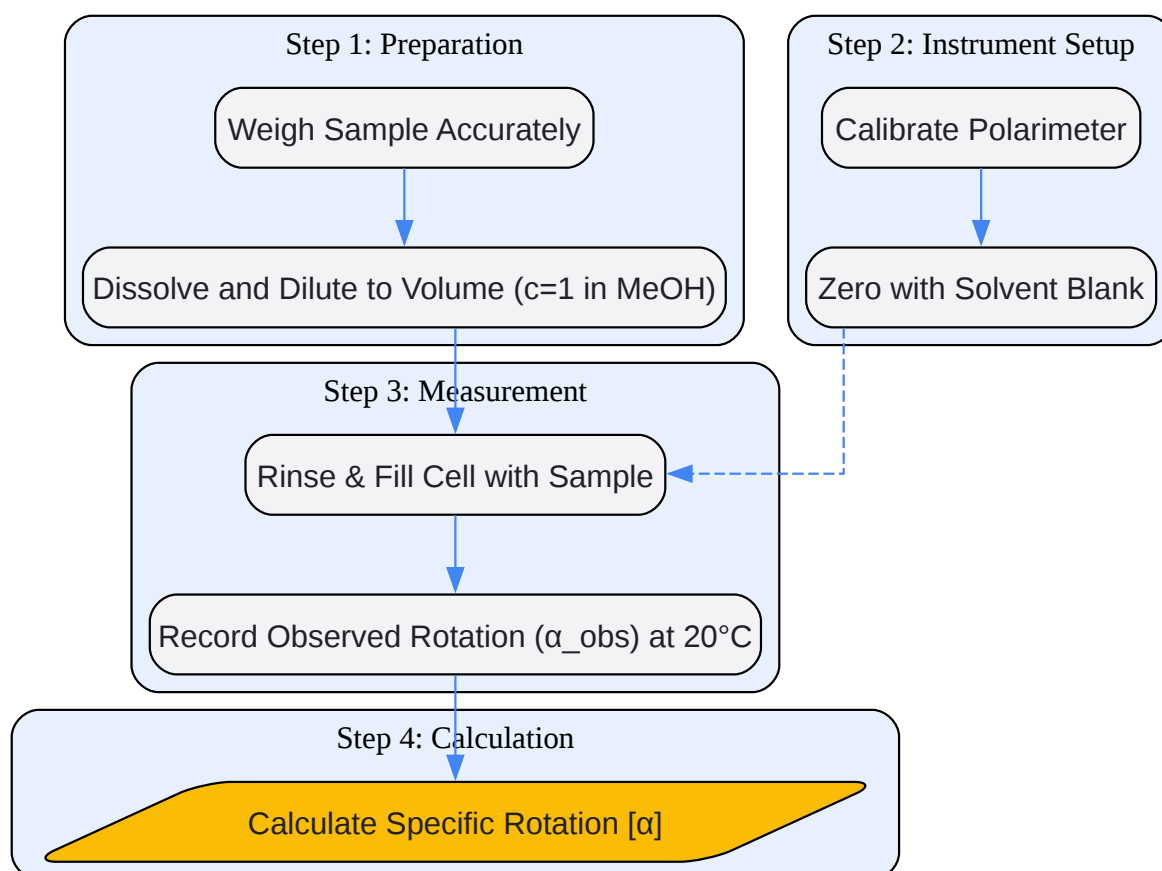 Step 1: Preparation
Weigh Sample Accurately
Dissolve and Dilute to Volume (c=1 in MeOH)
Step 2: Instrument Setup
Calibrate Polarimeter
Zero with Solvent Blank
Step 3: Measurement
Rinse & Fill Cell with Sample
Record Observed Rotation (α_obs) at 20°C
Step 4: Calculation
Calculate Specific Rotation [α]